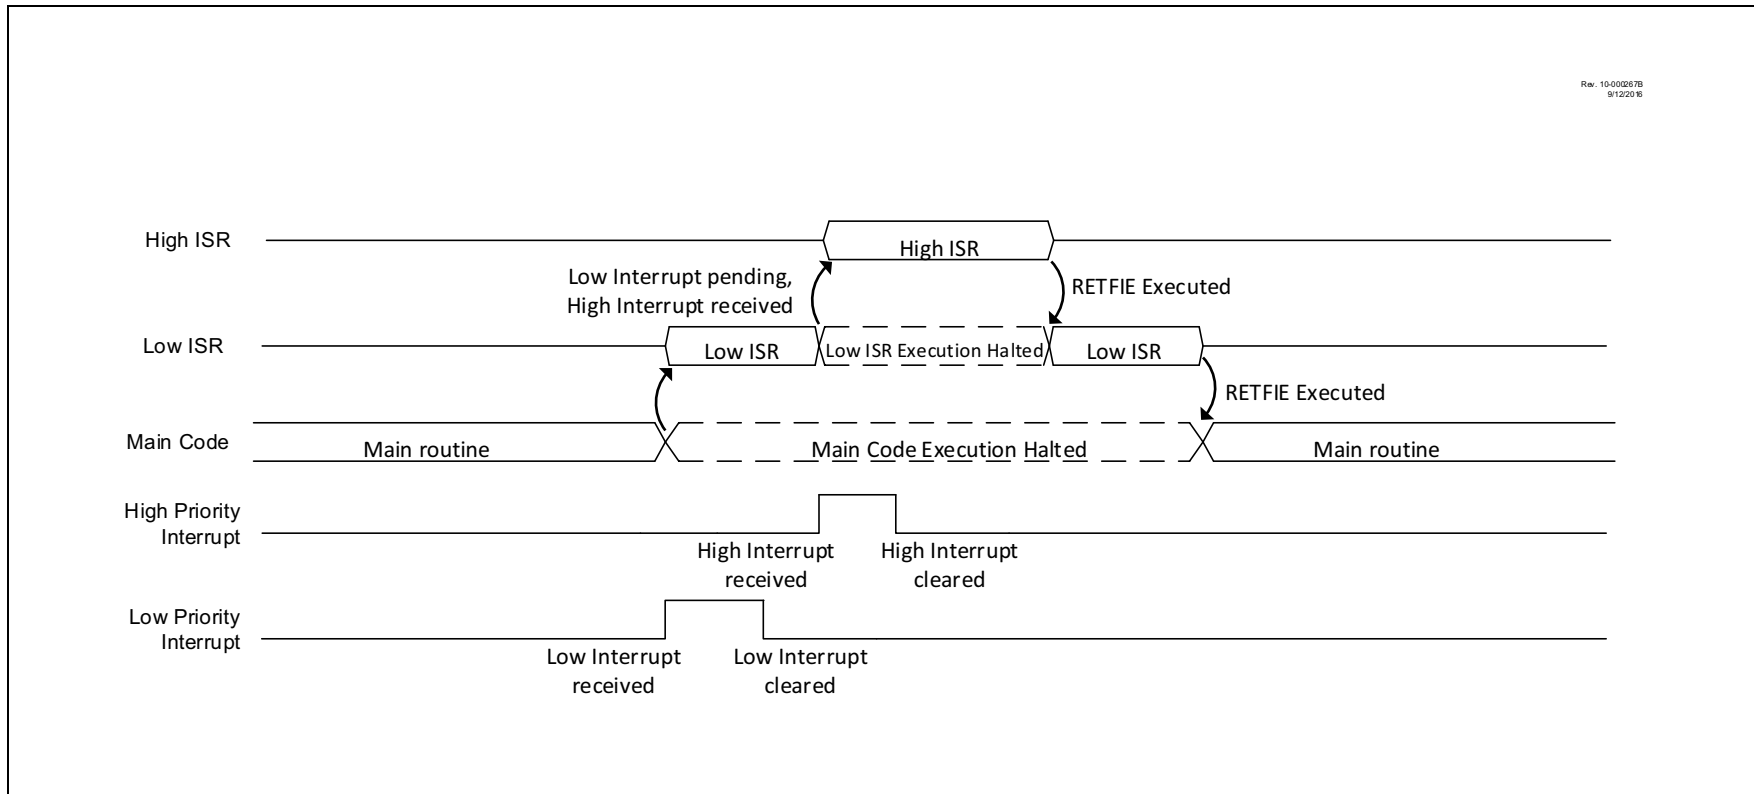 Rev. 10-000267B
9/12/2016
High ISR
High ISR
Low Interrupt pending,
High Interrupt received
RETFIE Executed
Low ISR
Low ISR
Low ISR Execution Halted
Low ISR
RETFIE Executed
Main Code
Main routine
Main Code Execution Halted
Main routine
High Priority
Interrupt
High Interrupt
received
High Interrupt
cleared
Low Priority
Interrupt
Low Interrupt
received
Low Interrupt
cleared